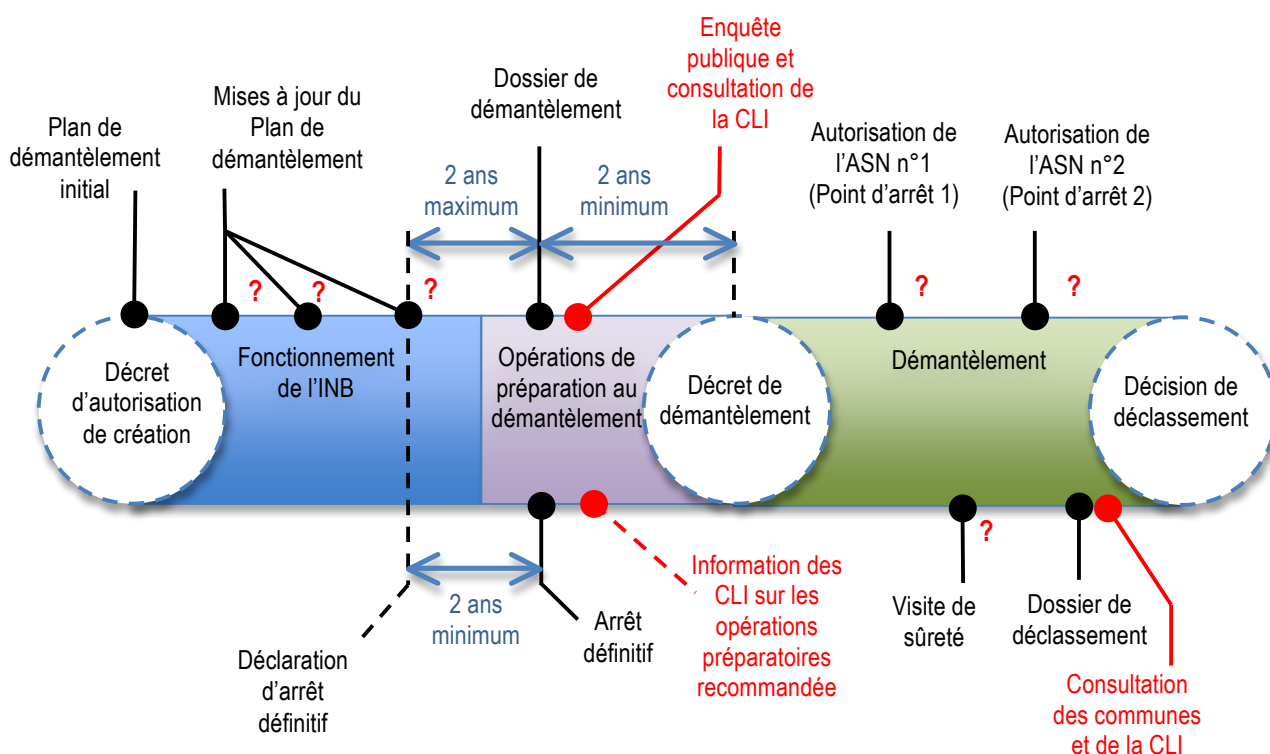 Enquête
publique et
consultation de
la CLI
Dossier de
démantèlement
Mises à jour du
Plan de
démantèlement
Plan de
démantèlement
initial
Autorisation de
l’ASN n°1
(Point d’arrêt 1)
Autorisation de
l’ASN n°2
(Point d’arrêt 2)
2 ans
maximum
2 ans
minimum
?
?
?
?
?
Décret
d’autorisation
de création
Fonctionnement
de l’INB
Opérations de
préparation au
démantèlement
Décret de
démantèlement
Démantèlement
Décision de
déclassement
?
2 ans
minimum
Déclaration
d’arrêt
définitif
Arrêt
définitif
Information des
CLI sur les
opérations
préparatoires
recommandée
Visite de
sûreté
Dossier de
déclassement
Consultation
des communes
et de la CLI